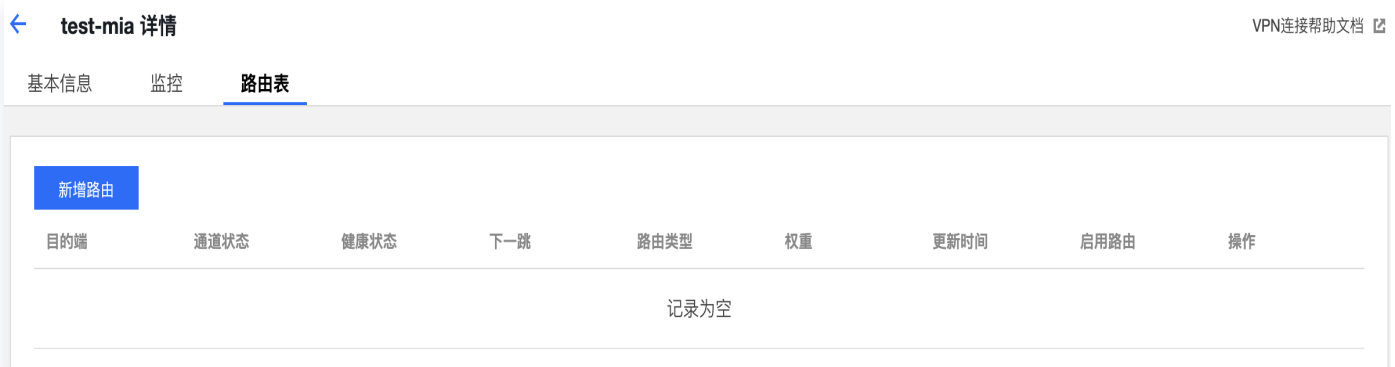 test-mia 详情
VPN连接帮助文档
基本信息 监控 路由表
新增路由
目的端 通道状态 健康状态 下一跳 路由类型 权重 更新时间 启用路由 操作
记录为空